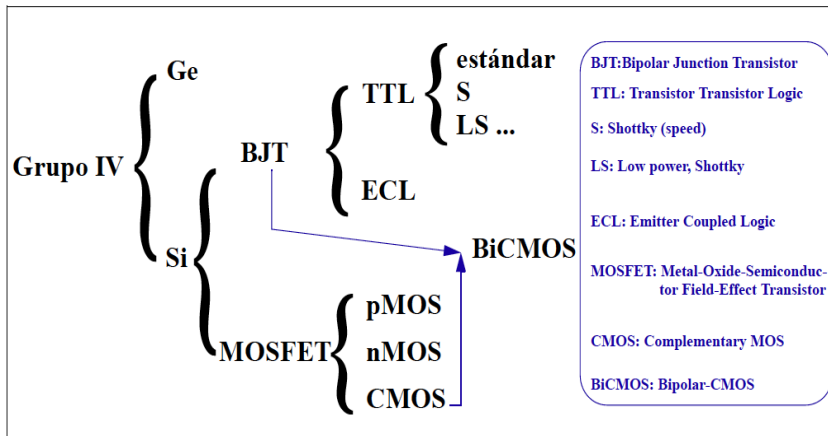 Grupo IV
Ge
Si
BJT
TTL
estándar
S
LS ...
ECL
BiCMOS
MOSFET
pMOS
nMOS
CMOS
BJT:Bipolar Junction Transistor
TTL: Transistor Transistor Logic
S: Shottky (speed)
LS: Low power, Shottky
ECL: Emitter Coupled Logic
MOSFET: Metal-Oxide-Semiconduc-
tor Field-Effect Transistor
CMOS: Complementary MOS
BiCMOS: Bipolar-CMOS